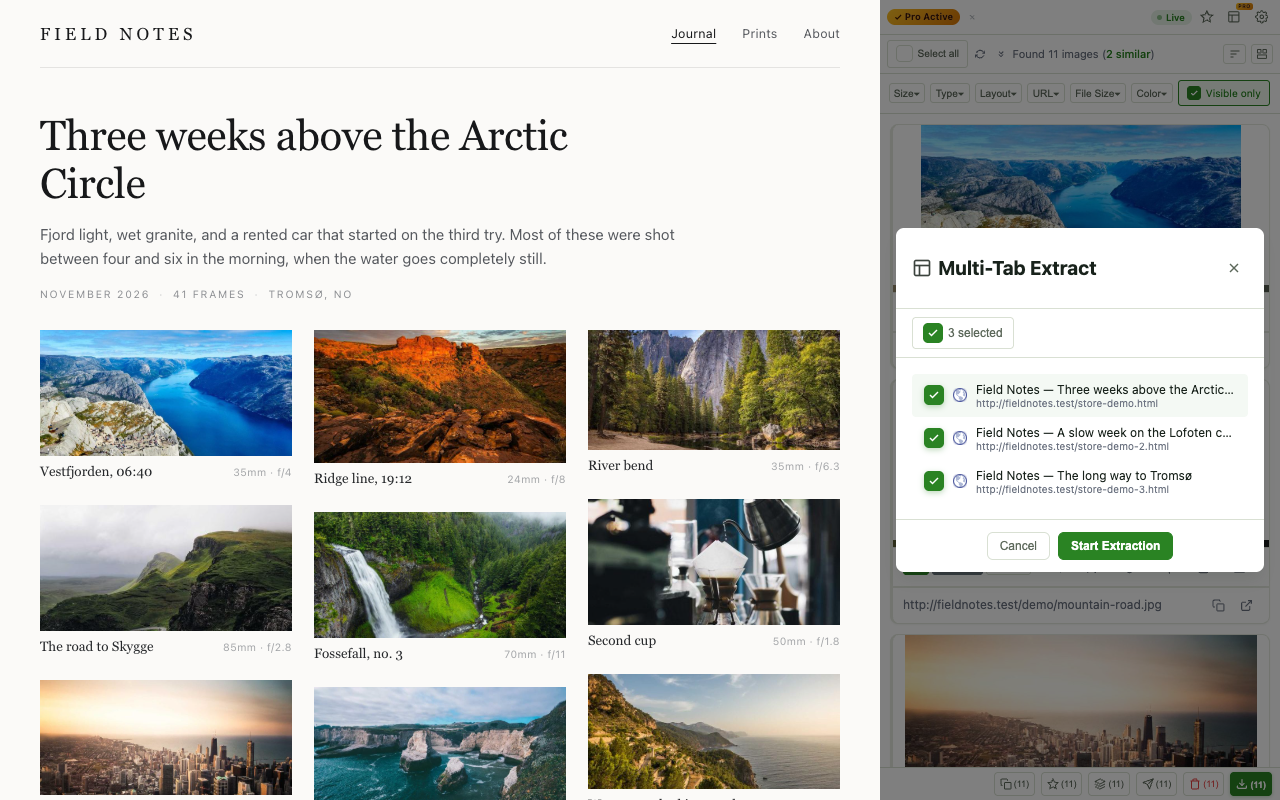 FIELD NOTES
Journal Prints About
Three weeks above the Arctic
Circle
Fjord light, wet granite, and a rented car that started on the third try. Most of these were shot
between four and six in the morning, when the water goes completely still.
NOVEMBER 2026 · 41 FRAMES · TROMSØ, NO
Vestfjorden, 06:40 35mm · f/4
Ridge line, 19:12 24mm · f/8
River bend 35mm · f/6.3
The road to Skygge 85mm · f/2.8
Fossefall, no. 3 70mm · f/11
Second cup 50mm · f/1.8
Pro Active ×
Live
PRO
Select all
Found 11 images (2 similar)
Size Type Layout URL File Size Color Visible only
Multi-Tab Extract
3 selected
Field Notes — Three weeks above the Arctic...
http://fieldnotes.test/store-demo.html
Field Notes — A slow week on the Lofoten c...
http://fieldnotes.test/store-demo-2.html
Field Notes — The long way to Tromsø
http://fieldnotes.test/store-demo-3.html
Cancel Start Extraction
http://fieldnotes.test/demo/mountain-road.jpg
(11) (11) (11) (11) (11) (11)